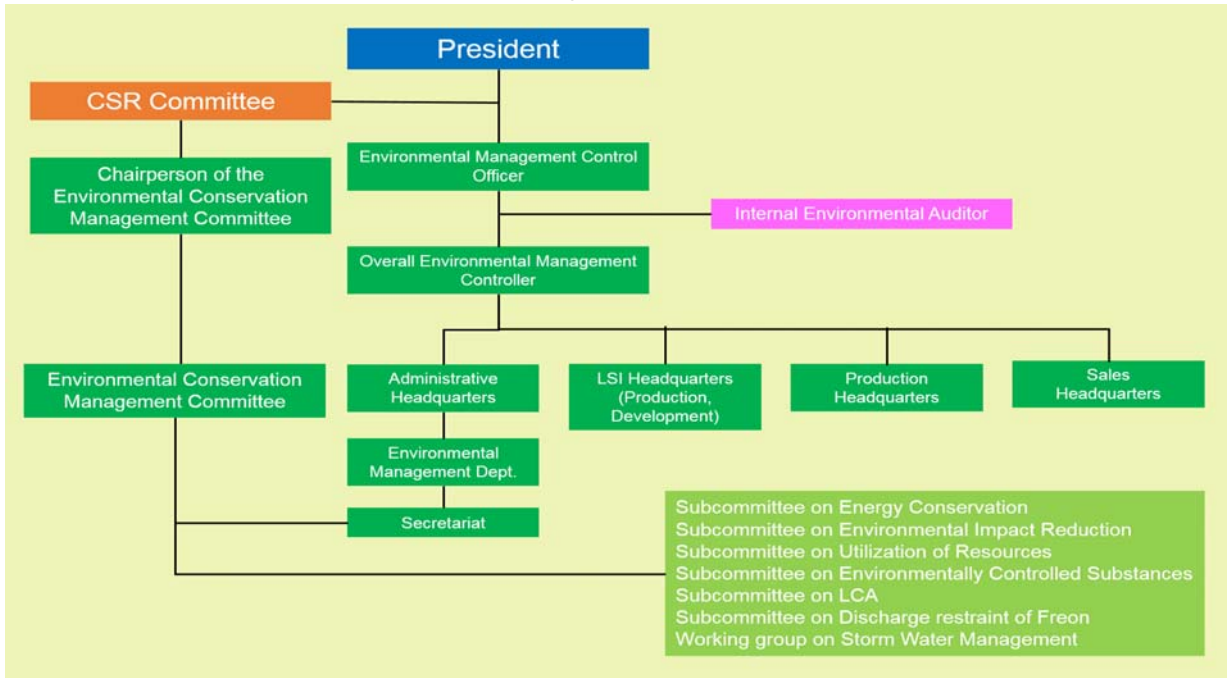 President
CSR Committee
Chairperson of the
Environmental Conservation
Management Committee
Environmental Management Control
Officer
Internal Environmental Auditor
Overall Environmental Management
Controller
Environmental Conservation
Management Committee
Administrative
Headquarters
LSI Headquarters
(Production,
Development)
Production
Headquarters
Sales
Headquarters
Environmental
Management Dept.
Secretariat
Subcommittee on Energy Conservation
Subcommittee on Environmental Impact Reduction
Subcommittee on Utilization of Resources
Subcommittee on Environmentally Controlled Substances
Subcommittee on LCA
Subcommittee on Discharge restraint of Freon
Working group on Storm Water Management